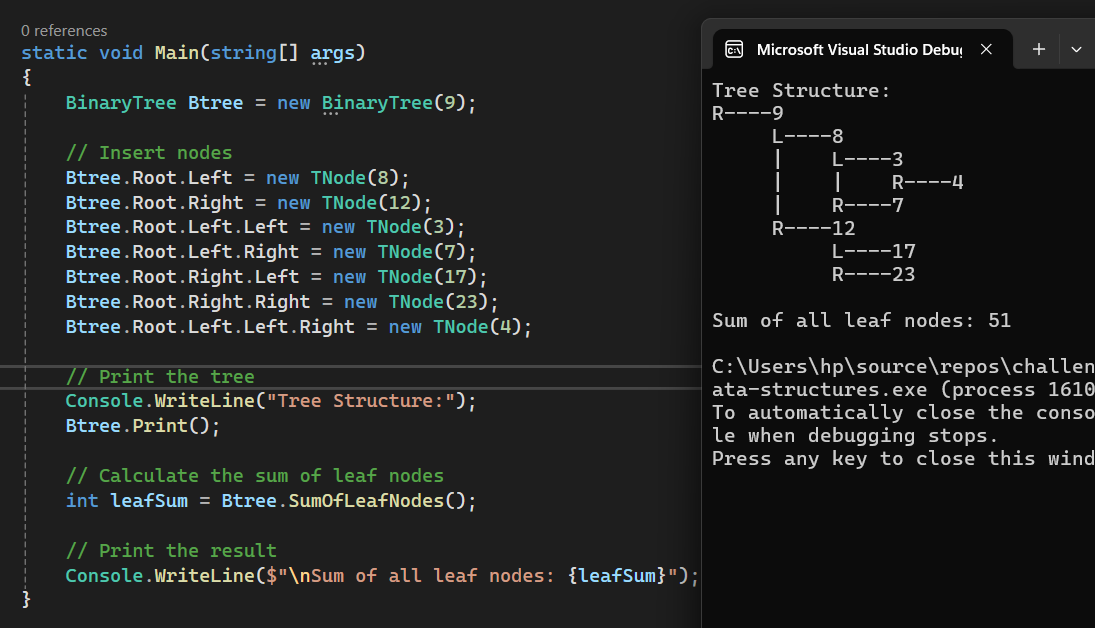 0 references
static void Main(string[] args)
{
    BinaryTree Btree = new BinaryTree(9);
    // Insert nodes
    Btree.Root.Left = new TNode(8);
    Btree.Root.Right = new TNode(12);
    Btree.Root.Left.Left = new TNode(3);
    Btree.Root.Left.Right = new TNode(7);
    Btree.Root.Right.Left = new TNode(17);
    Btree.Root.Right.Right = new TNode(23);
    Btree.Root.Left.Left.Right = new TNode(4);
    // Print the tree
    Console.WriteLine("Tree Structure:");
    Btree.Print();
    // Calculate the sum of leaf nodes
    int leafSum = Btree.SumOfLeafNodes();
    // Print the result
    Console.WriteLine($"\nSum of all leaf nodes: {leafSum}");
}
Microsoft Visual Studio Debug
Tree Structure:
R----9
     L----8
     |    L----3
     |    |    R----4
     |    R----7
     R----12
          L----17
          R----23
Sum of all leaf nodes: 51
C:\Users\hp\source\repos\challen
ata-structures.exe (process 1610
To automatically close the conso
le when debugging stops.
Press any key to close this wind